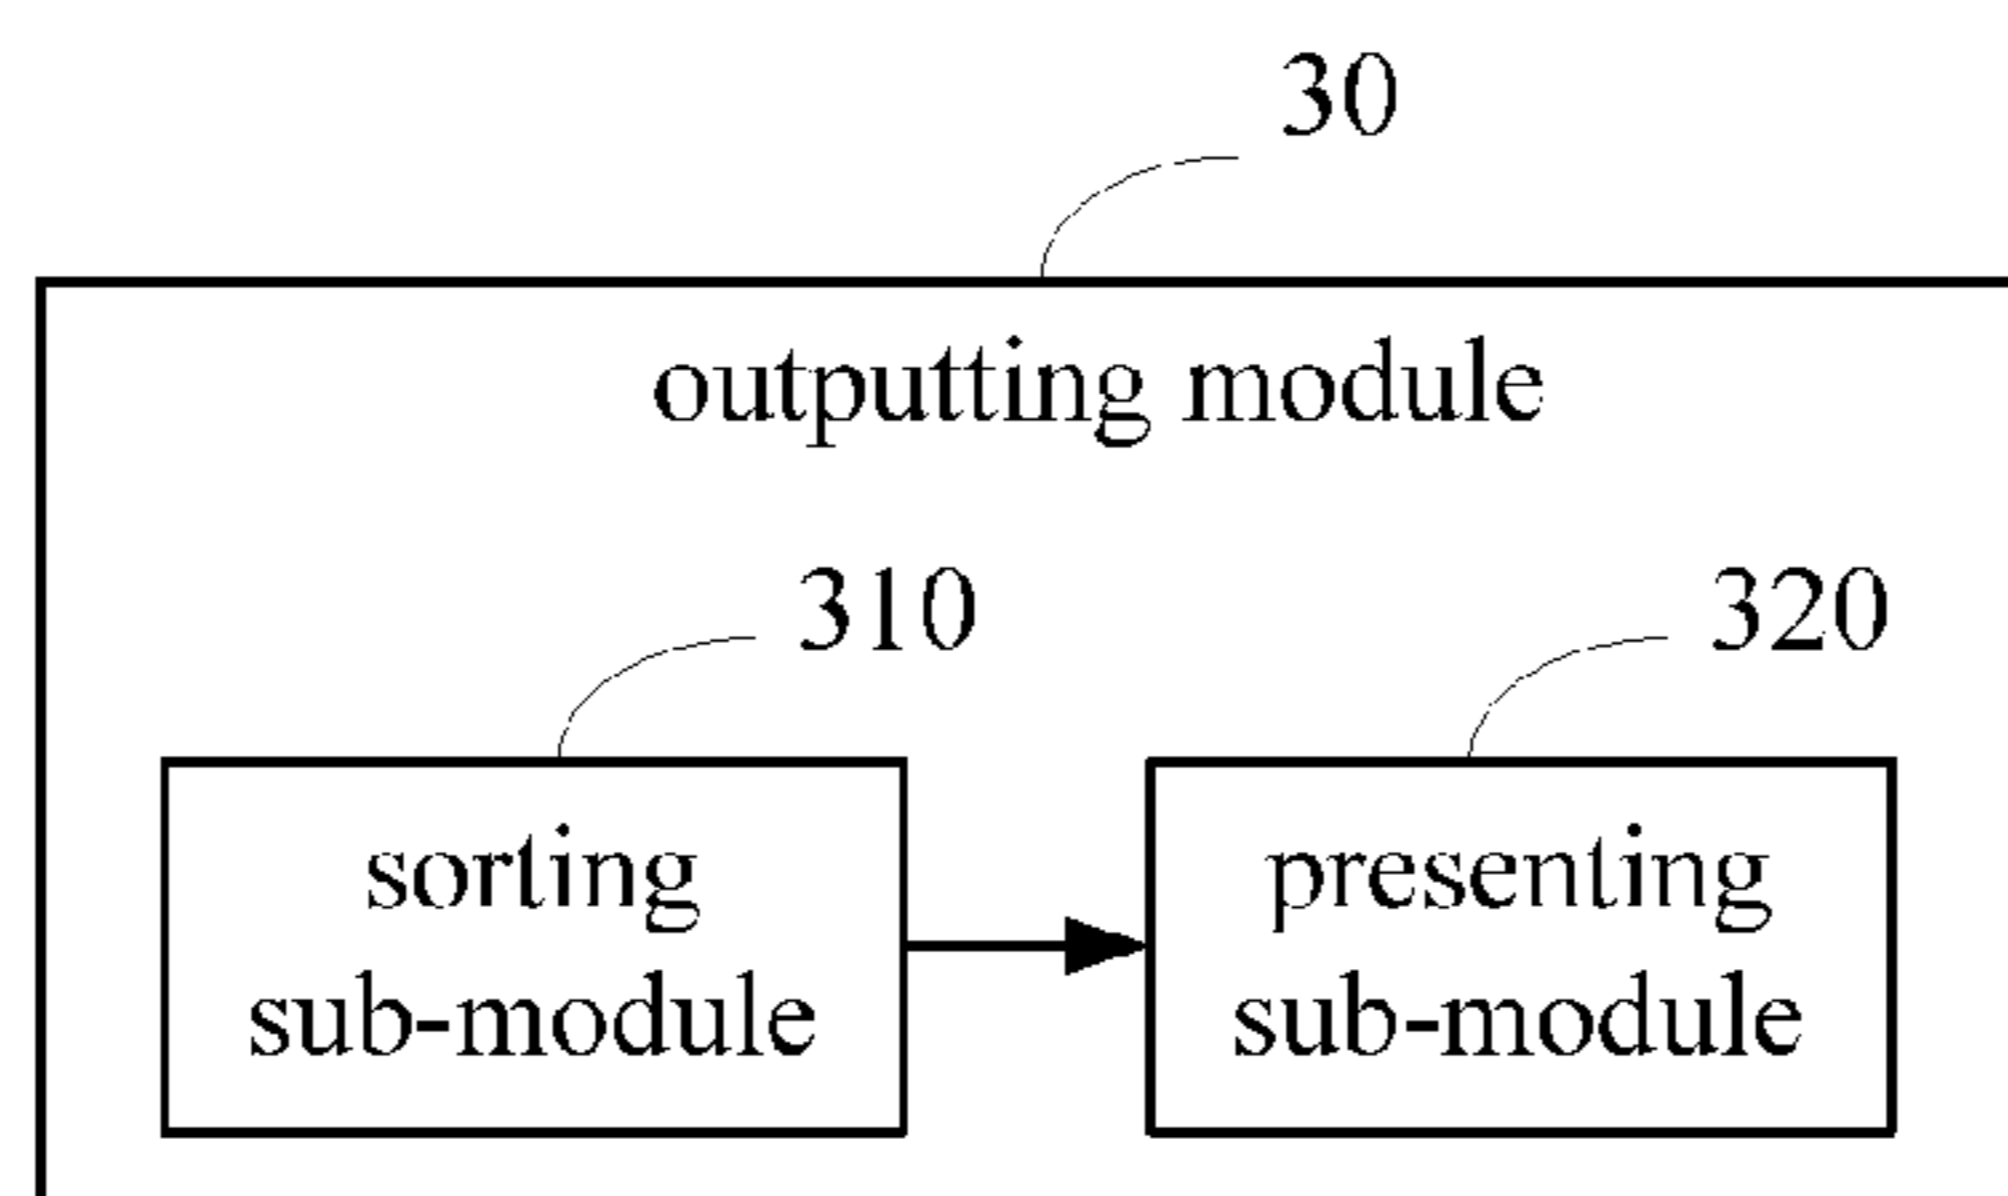 30
outputting module
310
320
sorting
sub-module
presenting
sub-module